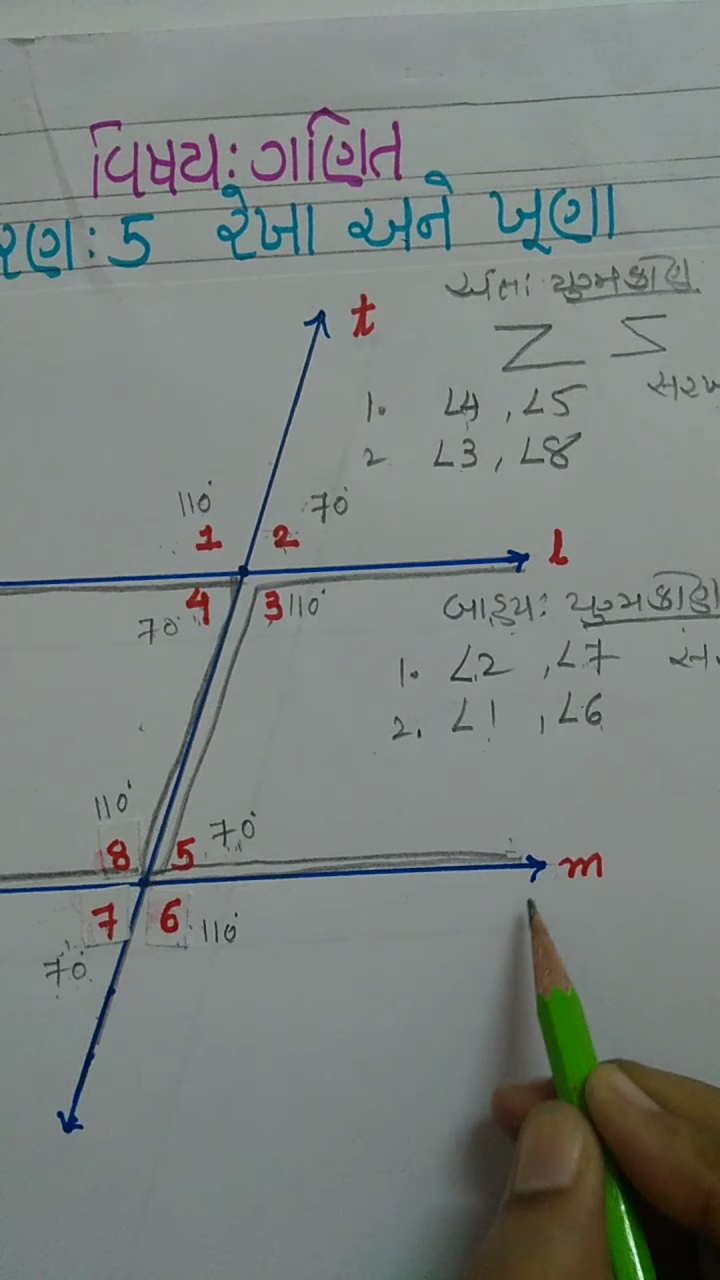 વિષય: ગણિત
રણ: 5 રેખા અને ખૂણા
અંતઃ યુગ્મકોણ
t
1. ∠4, ∠5
2 ∠3, ∠8
110°
70°
1 2
l
4 3 110°
70°
બાહ્ય: યુગ્મકોણ
1. ∠2, ∠7
2. ∠1, ∠6
110°
70°
8 5
m
7 6 110°
70°